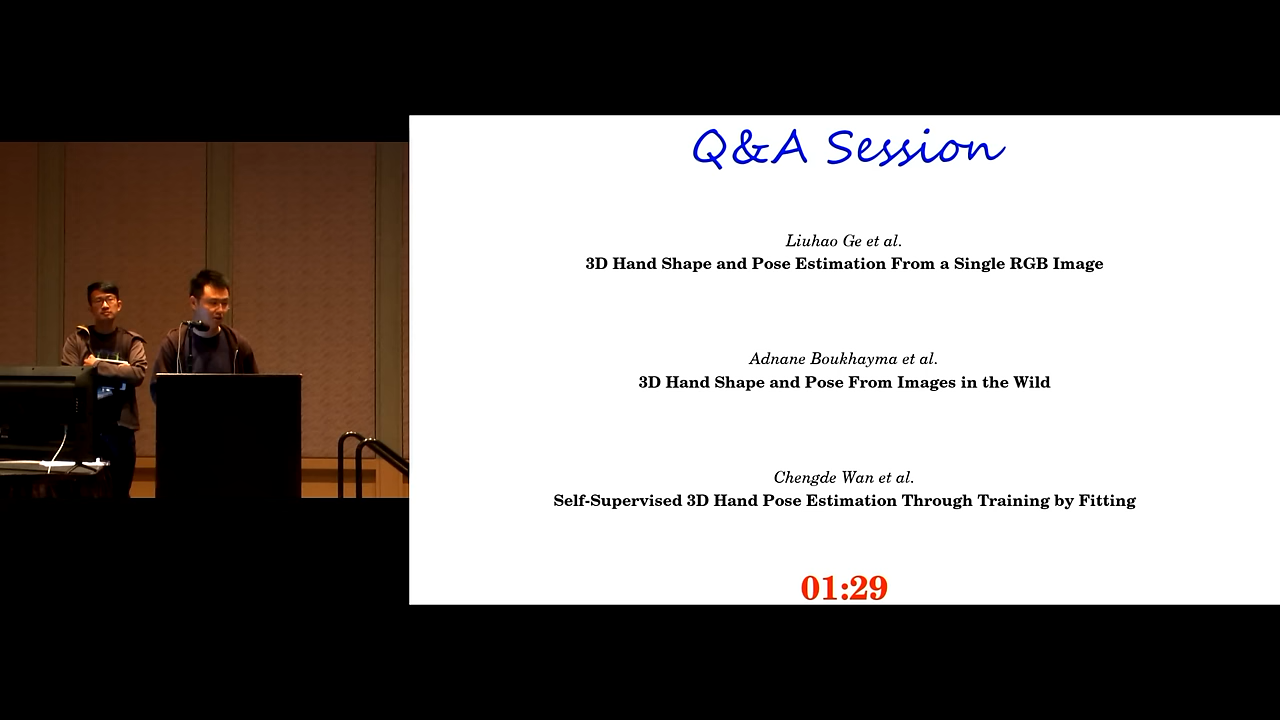 Q&A Session
Liuhao Ge et al.
3D Hand Shape and Pose Estimation From a Single RGB Image
Adnane Boukhayma et al.
3D Hand Shape and Pose From Images in the Wild
Chengde Wan et al.
Self-Supervised 3D Hand Pose Estimation Through Training by Fitting
01:29